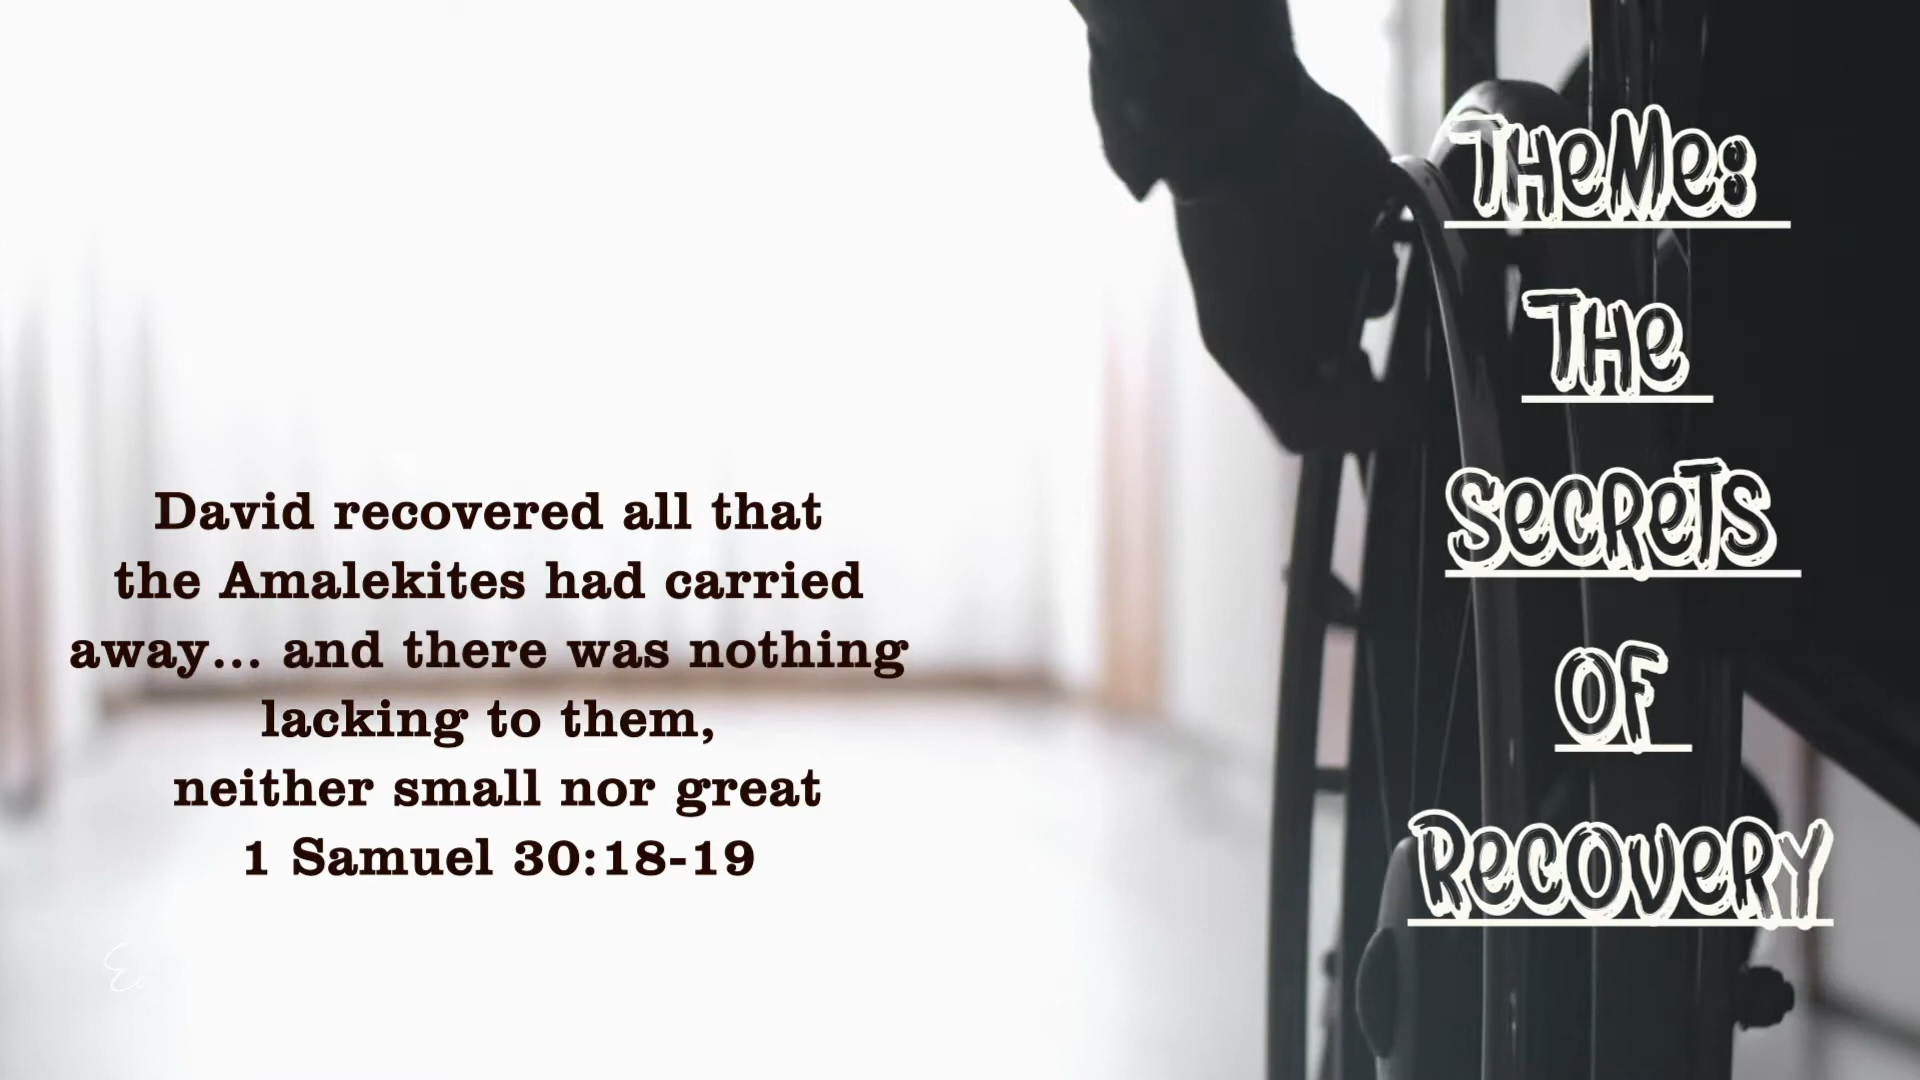 David recovered all that
the Amalekites had carried
away... and there was nothing
lacking to them,
neither small nor great
1 Samuel 30:18-19
THEME:
THE
SECRETS
OF
RECOVERY